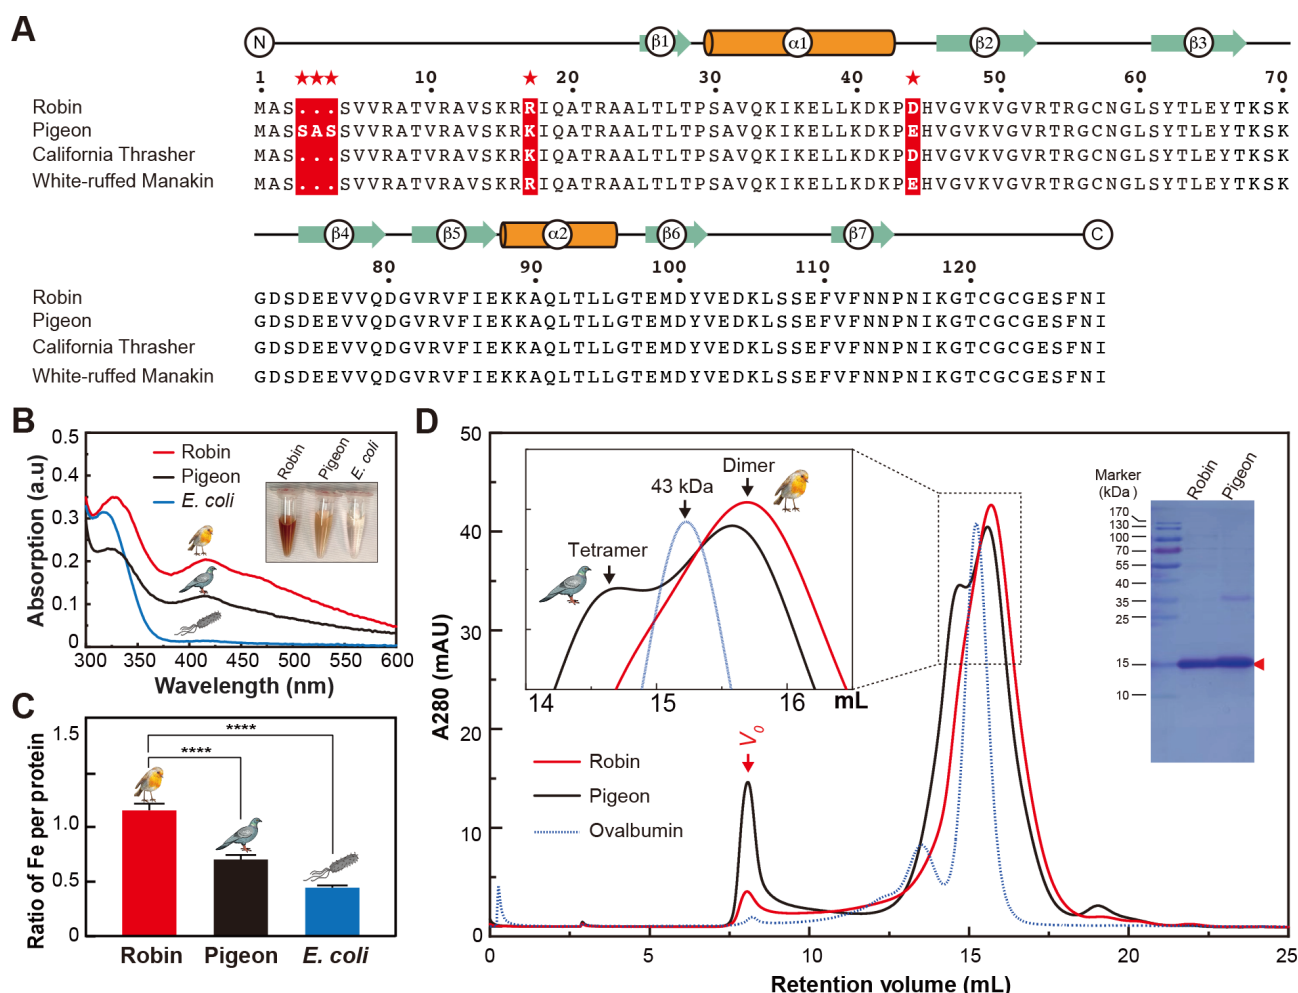 A
N β1 α1 β2 β3
1 ★★★ 10 ★ 20 30 40 ★ 50 60 70
Robin MAS...SVVRATVRAVSKRRIQATRAALTLTPSAVQKIKELLKDKPDHVGVKVGVRTRGCNGLSYTLEYTKSK
Pigeon MASSASSVVRATVRAVSKRKIQATRAALTLTPSAVQKIKELLKDKPEHVGVKVGVRTRGCNGLSYTLEYTKSK
California Thrasher MAS...SVVRATVRAVSKRKIQATRAALTLTPSAVQKIKELLKDKPDHVGVKVGVRTRGCNGLSYTLEYTKSK
White-ruffed Manakin MAS...SVVRATVRAVSKRRIQATRAALTLTPSAVQKIKELLKDKPEHVGVKVGVRTRGCNGLSYTLEYTKSK
β4 β5 α2 β6 β7 C
80 90 100 110 120
Robin GDSDEEVVQDGVRVFIEKKAQLTLLGTEMDYVEDKLSSEFVFNNPNIKGTCGCGESFNI
Pigeon GDSDEEVVQDGVRVFIEKKAQLTLLGTEMDYVEDKLSSEFVFNNPNIKGTCGCGESFNI
California Thrasher GDSDEEVVQDGVRVFIEKKAQLTLLGTEMDYVEDKLSSEFVFNNPNIKGTCGCGESFNI
White-ruffed Manakin GDSDEEVVQDGVRVFIEKKAQLTLLGTEMDYVEDKLSSEFVFNNPNIKGTCGCGESFNI
B
Absorption (a.u)
0.5
0.4
0.3
0.2
0.1
0
Robin
Pigeon
E. coli
Robin Pigeon E. coli
300 350 400 450 500 550 600
Wavelength (nm)
C
Ratio of Fe per protein
1.5
1.0
0.5
0
****
****
Robin Pigeon E. coli
D
A280 (mAU)
50
40
30
20
10
0
Tetramer
43 kDa
Dimer
14 15 16 mL
V0
Robin
Pigeon
Ovalbumin
Marker
(kDa)
Robin Pigeon
170
130
100
70
55
40
35
25
15
10
0 5 10 15 20 25
Retention volume (mL)